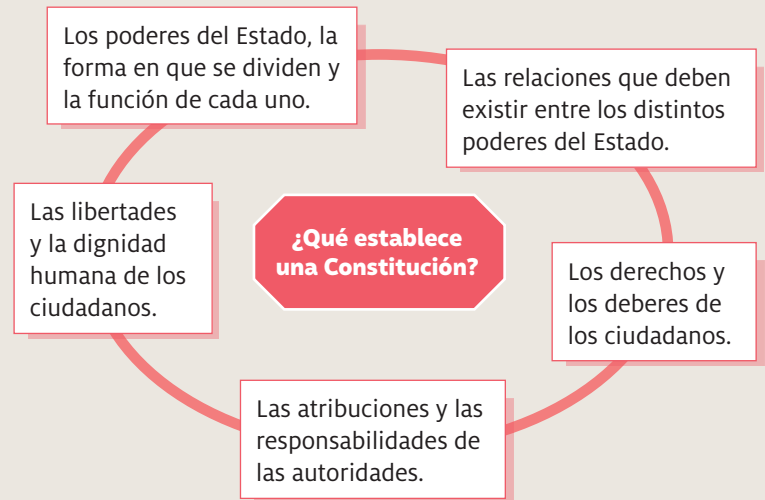 Los poderes del Estado, la
forma en que se dividen y
la función de cada uno.
Las relaciones que deben
existir entre los distintos
poderes del Estado.
Las libertades
y la dignidad
humana de los
ciudadanos.
¿Qué establece
una Constitución?
Los derechos y
los deberes de
los ciudadanos.
Las atribuciones y las
responsabilidades de
las autoridades.